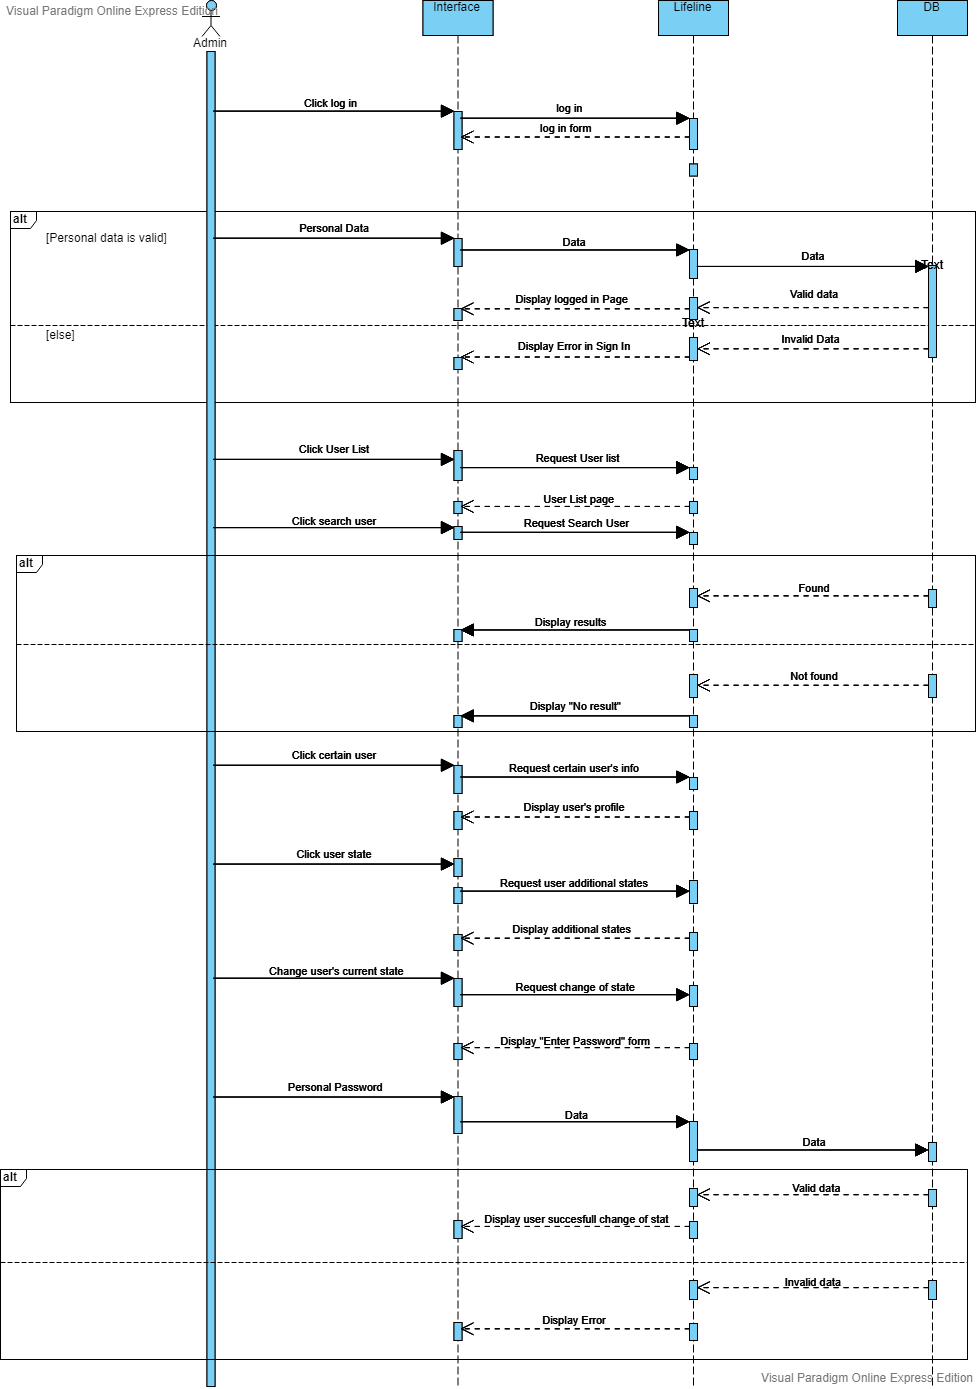 Visual Paradigm Online Express Edition
Interface
Lifeline
DB
Admin
Click log in
log in
log in form
alt
[Personal data is valid]
Personal Data
Data
Data
Text
Valid data
Display logged in Page
Text
[else]
Invalid Data
Display Error in Sign In
Click User List
Request User list
User List page
Click search user
Request Search User
alt
Found
Display results
Not found
Display "No result"
Click certain user
Request certain user's info
Display user's profile
Click user state
Request user additional states
Display additional states
Change user's current state
Request change of state
Display "Enter Password" form
Personal Password
Data
Data
alt
Valid data
Display user succesfull change of stat
Invalid data
Display Error
Visual Paradigm Online Express Edition